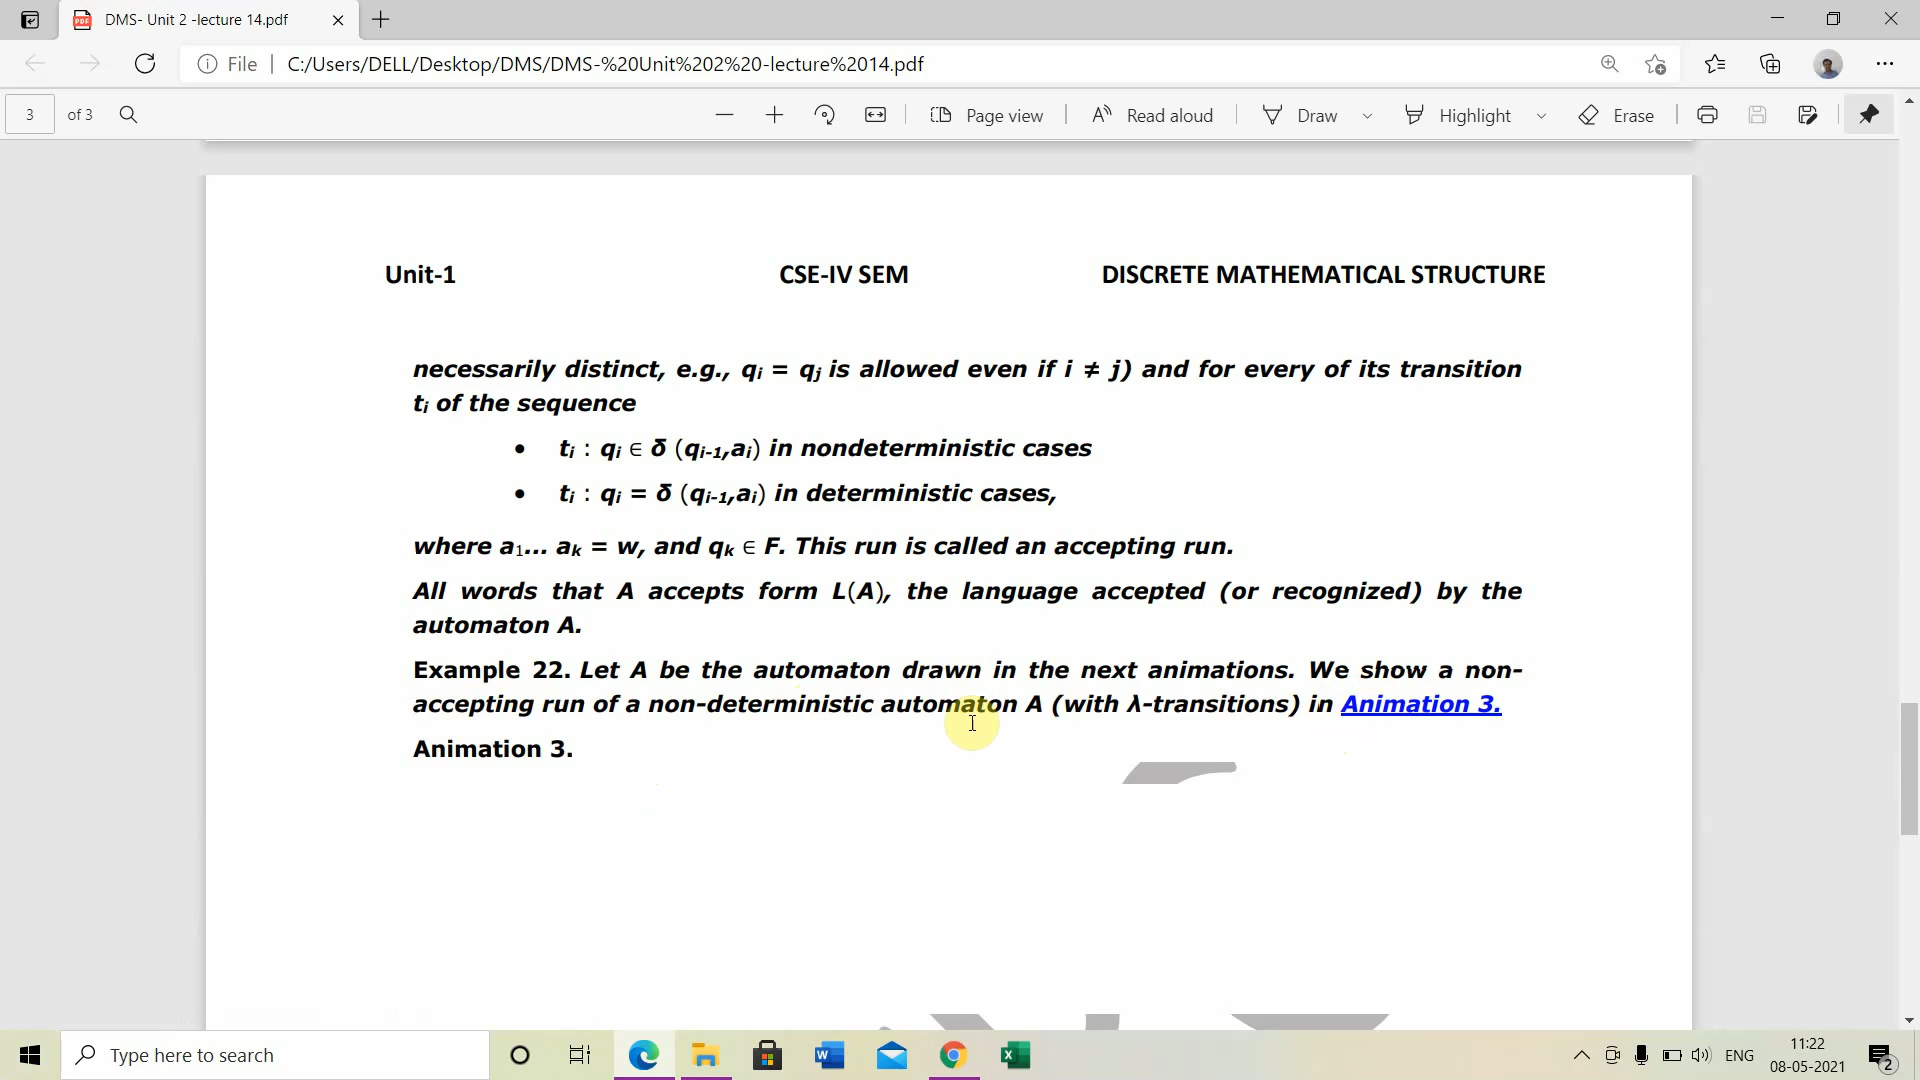 DMS- Unit 2 -lecture 14.pdf
File | C:/Users/DELL/Desktop/DMS/DMS-%20Unit%202%20-lecture%2014.pdf
3 of 3 Page view Read aloud Draw Highlight Erase
Unit-1 CSE-IV SEM DISCRETE MATHEMATICAL STRUCTURE
necessarily distinct, e.g., qi = qj is allowed even if i ≠ j) and for every of its transition
ti of the sequence
• ti : qi ∈ δ (qi-1,ai) in nondeterministic cases
• ti : qi = δ (qi-1,ai) in deterministic cases,
where a1... ak = w, and qk ∈ F. This run is called an accepting run.
All words that A accepts form L(A), the language accepted (or recognized) by the
automaton A.
Example 22. Let A be the automaton drawn in the next animations. We show a non-
accepting run of a non-deterministic automaton A (with λ-transitions) in Animation 3.
Animation 3.
Type here to search
ENG
11:22
08-05-2021
2